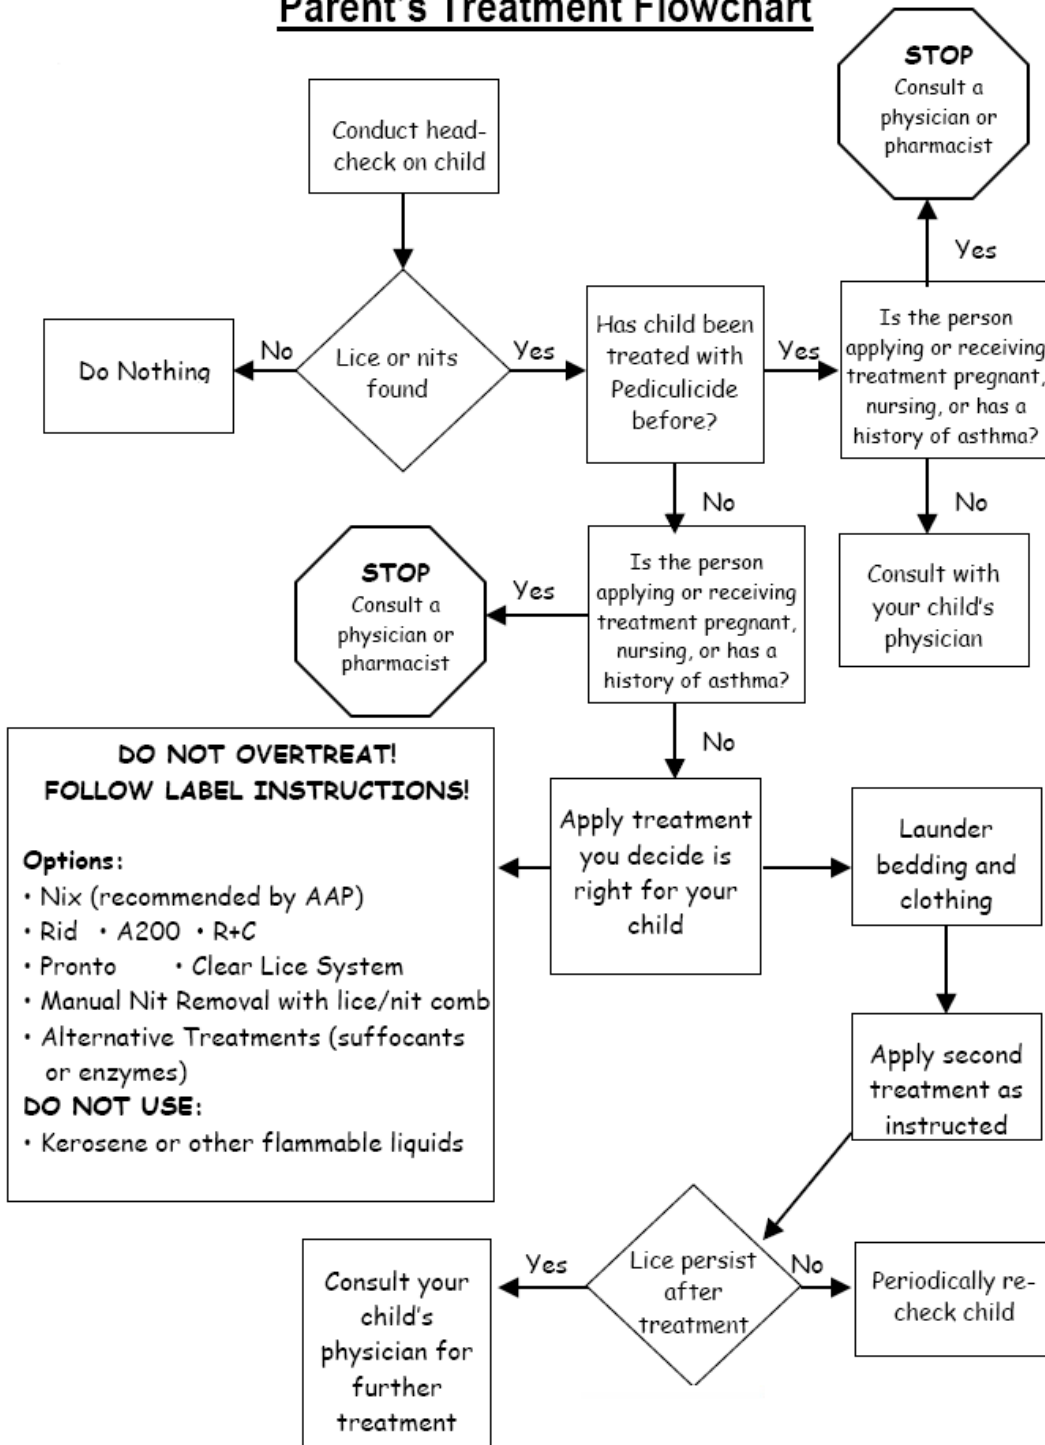 Parent's Treatment Flowchart
STOP
Consult a
physician or
pharmacist
Conduct head-
check on child
Yes
Do Nothing
No
Lice or nits
found
Yes
Has child been
treated with
Pediculicide
before?
Yes
Is the person
applying or receiving
treatment pregnant,
nursing, or has a
history of asthma?
No
No
STOP
Consult a
physician or
pharmacist
Yes
Is the person
applying or receiving
treatment pregnant,
nursing, or has a
history of asthma?
Consult with
your child's
physician
No
DO NOT OVERTREAT!
FOLLOW LABEL INSTRUCTIONS!
Options:
• Nix (recommended by AAP)
• Rid • A200 • R+C
• Pronto • Clear Lice System
• Manual Nit Removal with lice/nit comb
• Alternative Treatments (suffocants
or enzymes)
DO NOT USE:
• Kerosene or other flammable liquids
Apply treatment
you decide is
right for your
child
Launder
bedding and
clothing
Apply second
treatment as
instructed
Lice persist
after
treatment
Yes
No
Consult your
child's
physician for
further
treatment
Periodically re-
check child